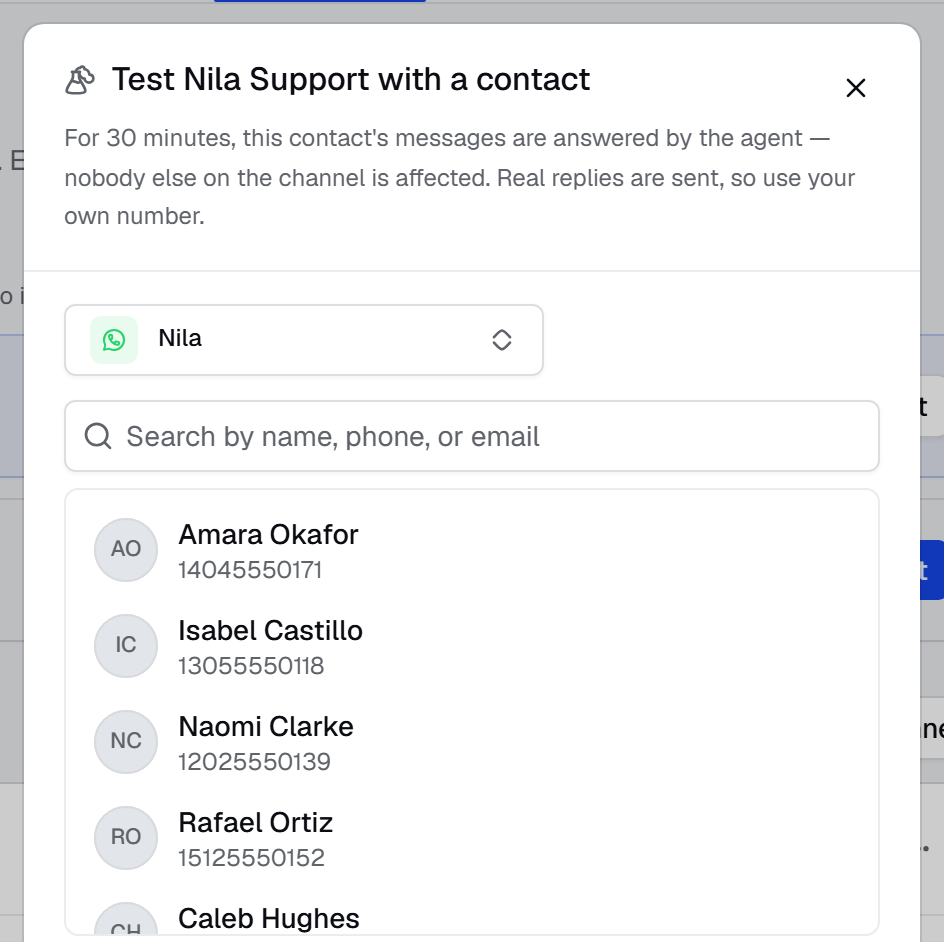 Test Nila Support with a contact
For 30 minutes, this contact's messages are answered by the agent —
nobody else on the channel is affected. Real replies are sent, so use your
own number.
Nila
Search by name, phone, or email
AO
Amara Okafor
14045550171
IC
Isabel Castillo
13055550118
NC
Naomi Clarke
12025550139
RO
Rafael Ortiz
15125550152
CH
Caleb Hughes